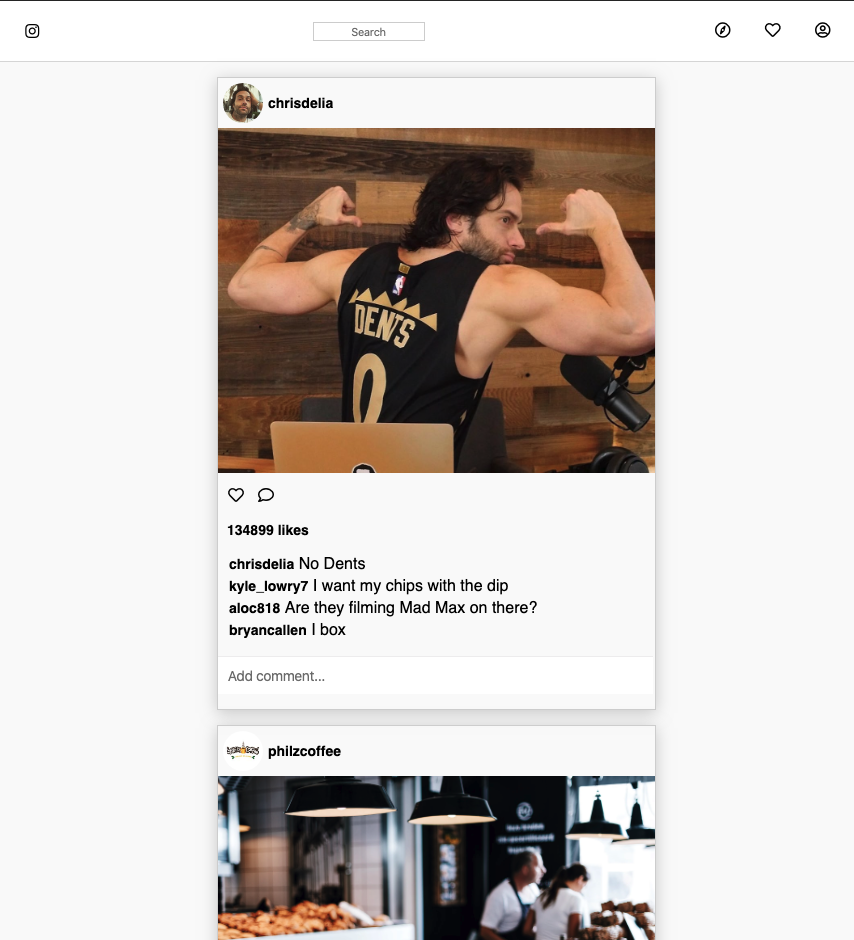 Search
chrisdelia
DENTS
0
134899 likes
chrisdelia No Dents
kyle_lowry7 I want my chips with the dip
aloc818 Are they filming Mad Max on there?
bryancallen I box
Add comment...
philzcoffee